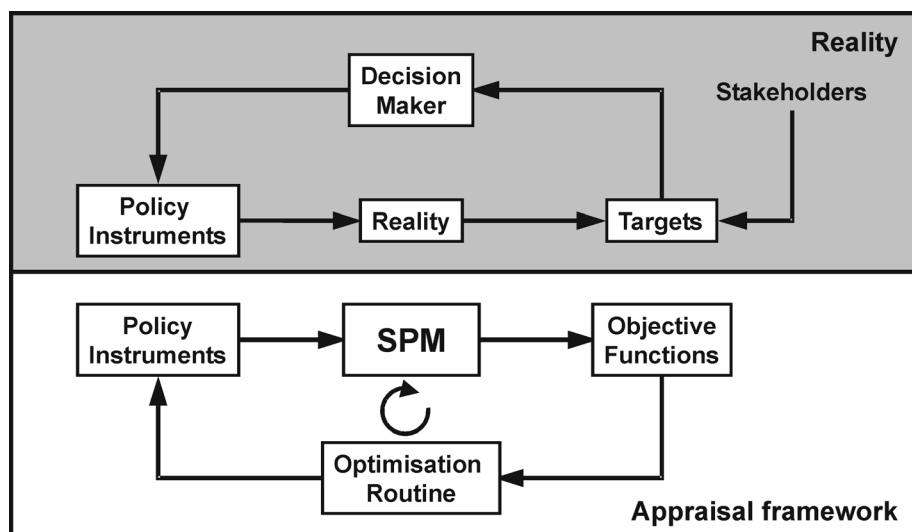 Reality
Decision
Maker
Stakeholders
Policy
Instruments
Reality
Targets
Policy
Instruments
SPM
Objective
Functions
Optimisation
Routine
Appraisal framework